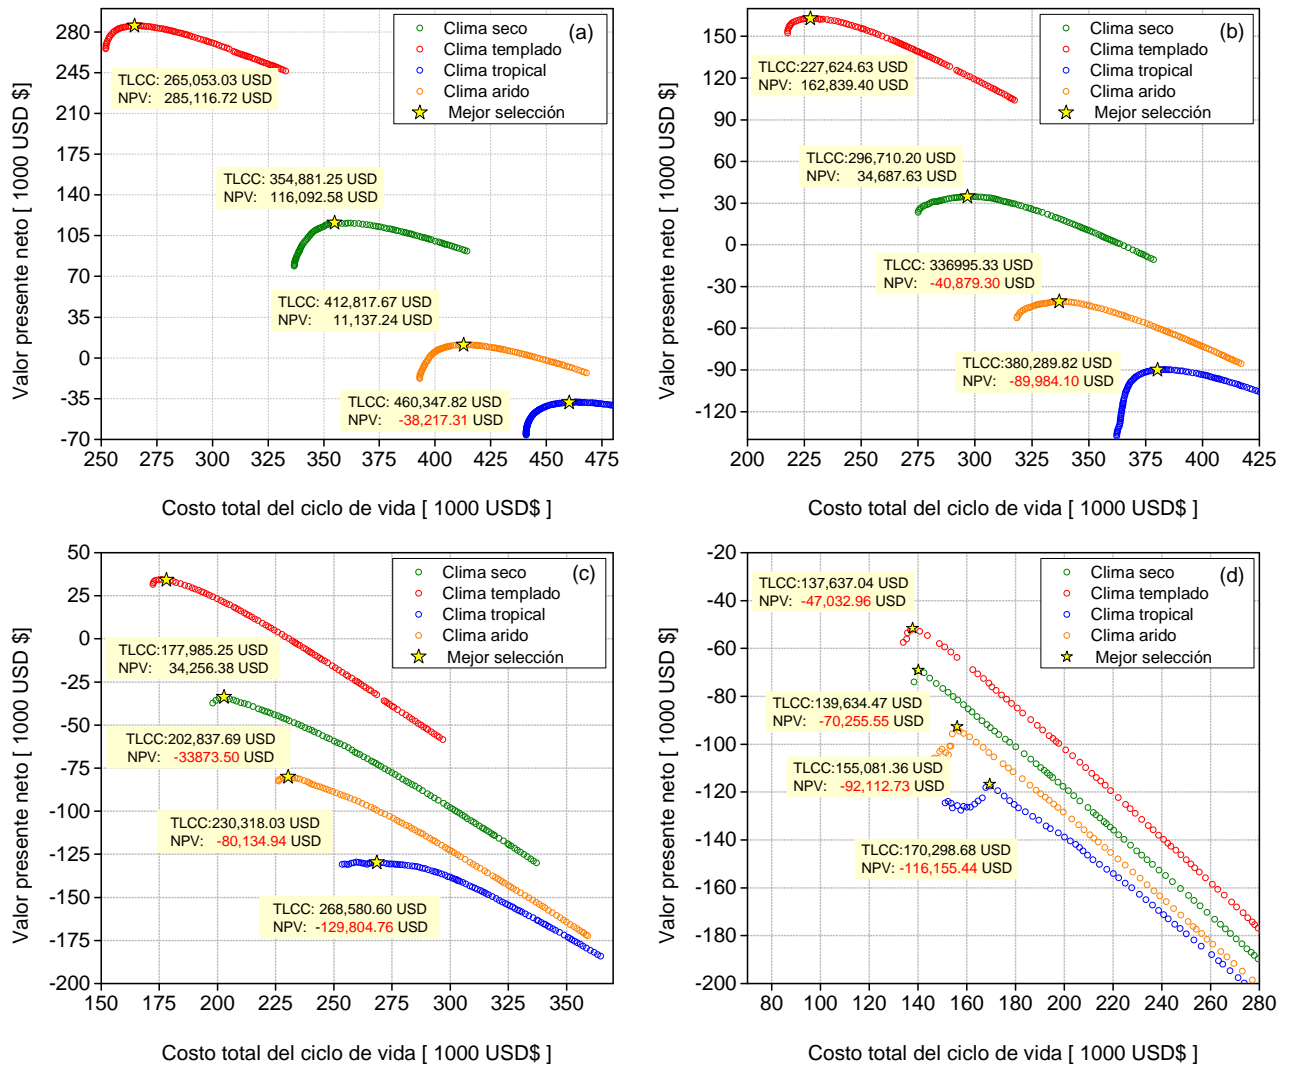 (a)
Clima seco
Clima templado
Clima tropical
Clima arido
Mejor selección
TLCC: 265,053.03 USD
NPV: 285,116.72 USD
TLCC: 354,881.25 USD
NPV: 116,092.58 USD
TLCC: 412,817.67 USD
NPV: 11,137.24 USD
TLCC: 460,347.82 USD
NPV: -38,217.31 USD
280
245
210
175
140
105
70
35
0
-35
-70
250 275 300 325 350 375 400 425 450 475
Valor presente neto [ 1000 USD $]
Costo total del ciclo de vida [ 1000 USD$ ]
(b)
Clima seco
Clima templado
Clima tropical
Clima arido
Mejor selección
TLCC: 227,624.63 USD
NPV: 162,839.40 USD
TLCC:296,710.20 USD
NPV: 34,687.63 USD
TLCC: 336995.33 USD
NPV: -40,879.30 USD
TLCC:380,289.82 USD
NPV: -89,984.10 USD
150
120
90
60
30
0
-30
-60
-90
-120
200 225 250 275 300 325 350 375 400 425
Valor presente neto [ 1000 USD $]
Costo total del ciclo de vida [ 1000 USD$ ]
(c)
Clima seco
Clima templado
Clima tropical
Clima arido
Mejor selección
TLCC:177,985.25 USD
NPV: 34,256.38 USD
TLCC:202,837.69 USD
NPV: -33873.50 USD
TLCC:230,318.03 USD
NPV: -80,134.94 USD
TLCC: 268,580.60 USD
NPV: -129,804.76 USD
50
25
0
-25
-50
-75
-100
-125
-150
-175
-200
150 175 200 225 250 275 300 325 350
Valor presente neto [ 1000 USD $]
Costo total del ciclo de vida [ 1000 USD$ ]
(d)
Clima seco
Clima templado
Clima tropical
Clima arido
Mejor selección
TLCC:137,637.04 USD
NPV: -47,032.96 USD
TLCC:139,634.47 USD
NPV: -70,255.55 USD
TLCC:155,081.36 USD
NPV: -92,112.73 USD
TLCC:170,298.68 USD
NPV: -116,155.44 USD
-20
-40
-60
-80
-100
-120
-140
-160
-180
-200
80 100 120 140 160 180 200 220 240 260 280
Valor presente neto [ 1000 USD $]
Costo total del ciclo de vida [ 1000 USD$ ]